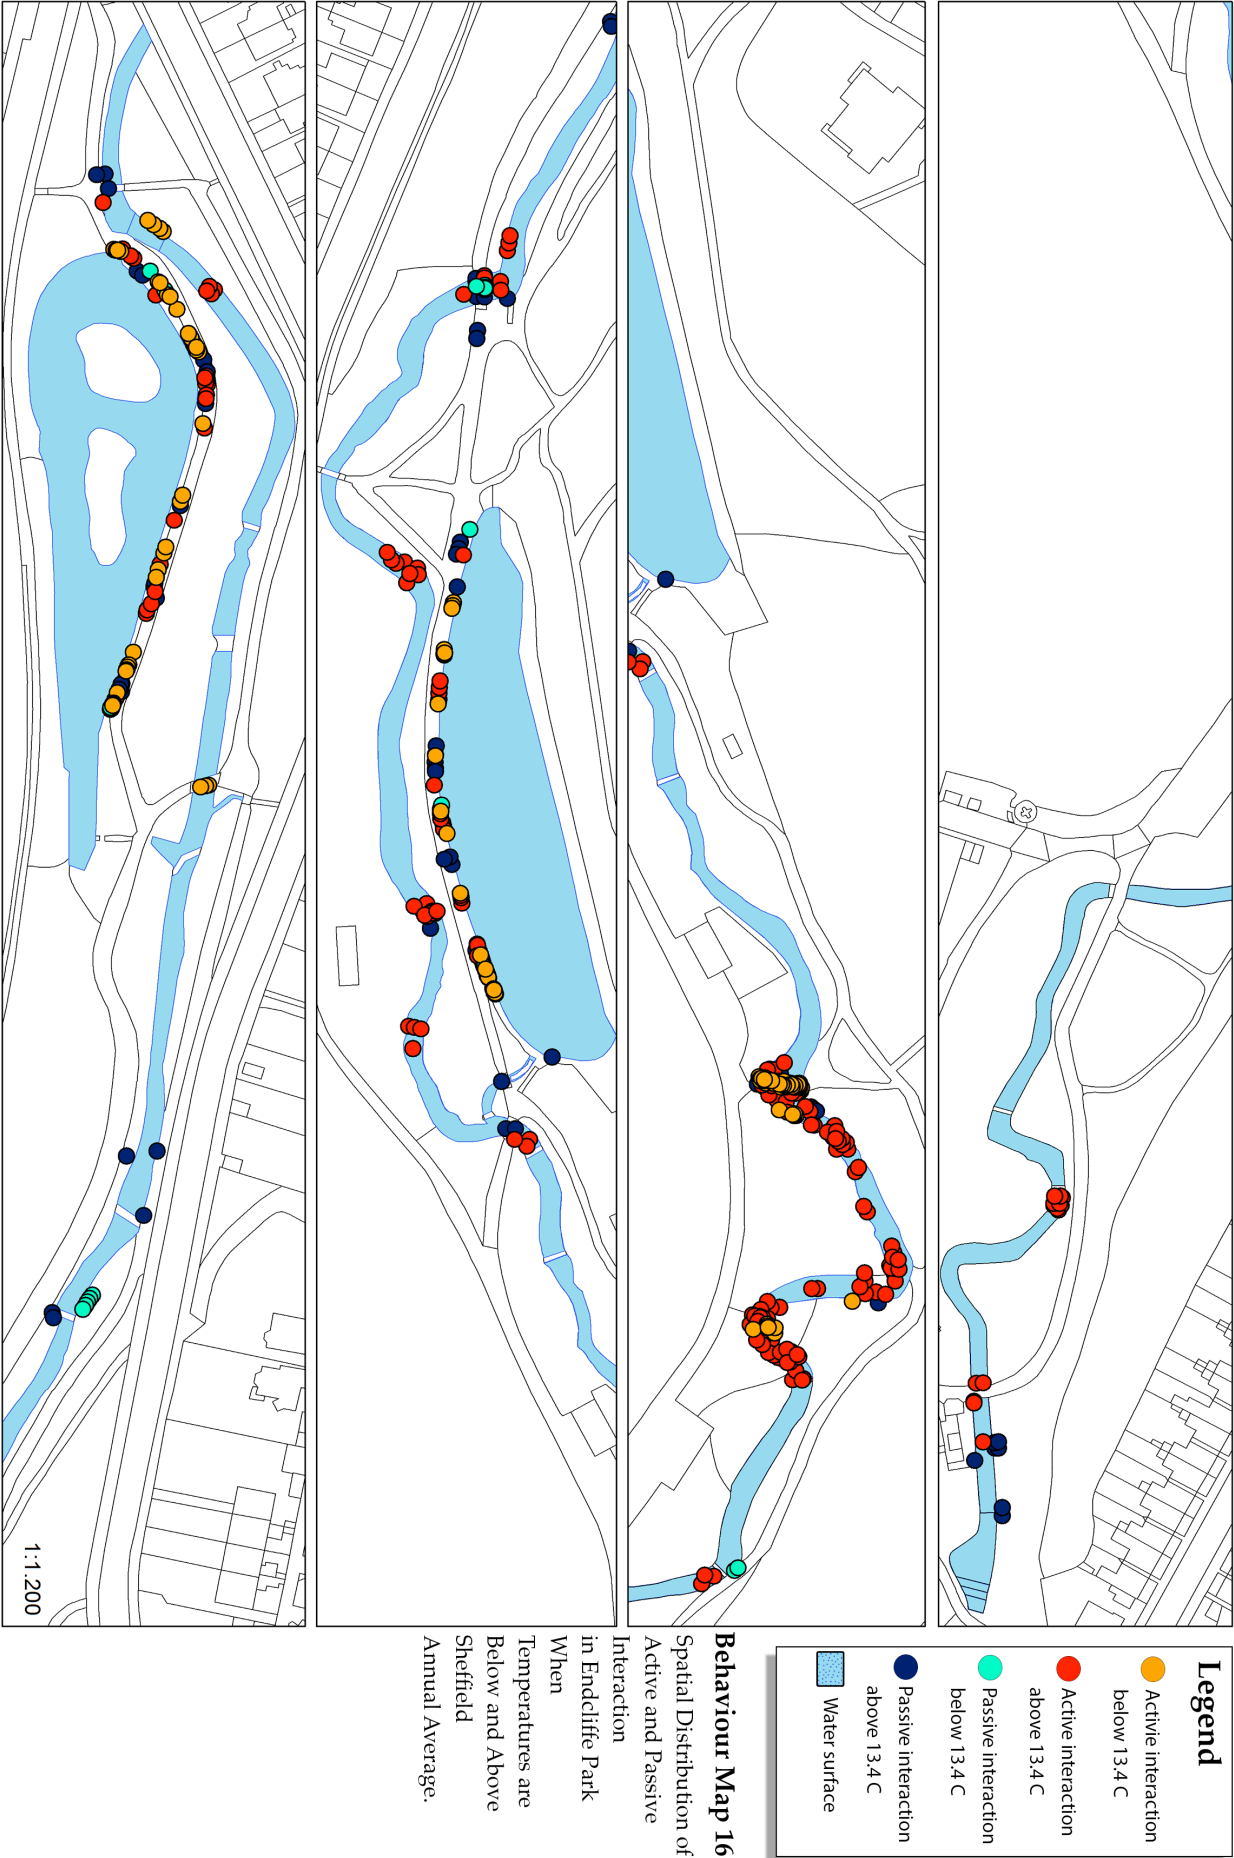 Legend
Activie interaction
below 13.4 C
Active interaction
above 13.4 C
Passive interaction
below 13.4 C
Passive interaction
above 13.4 C
Water surface
Behaviour Map 16
Spatial Distribution of
Active and Passive
Interaction
in Endcliffe Park
When
Temperatures are
Below and Above
Sheffield
Annual Average.
1:1.200